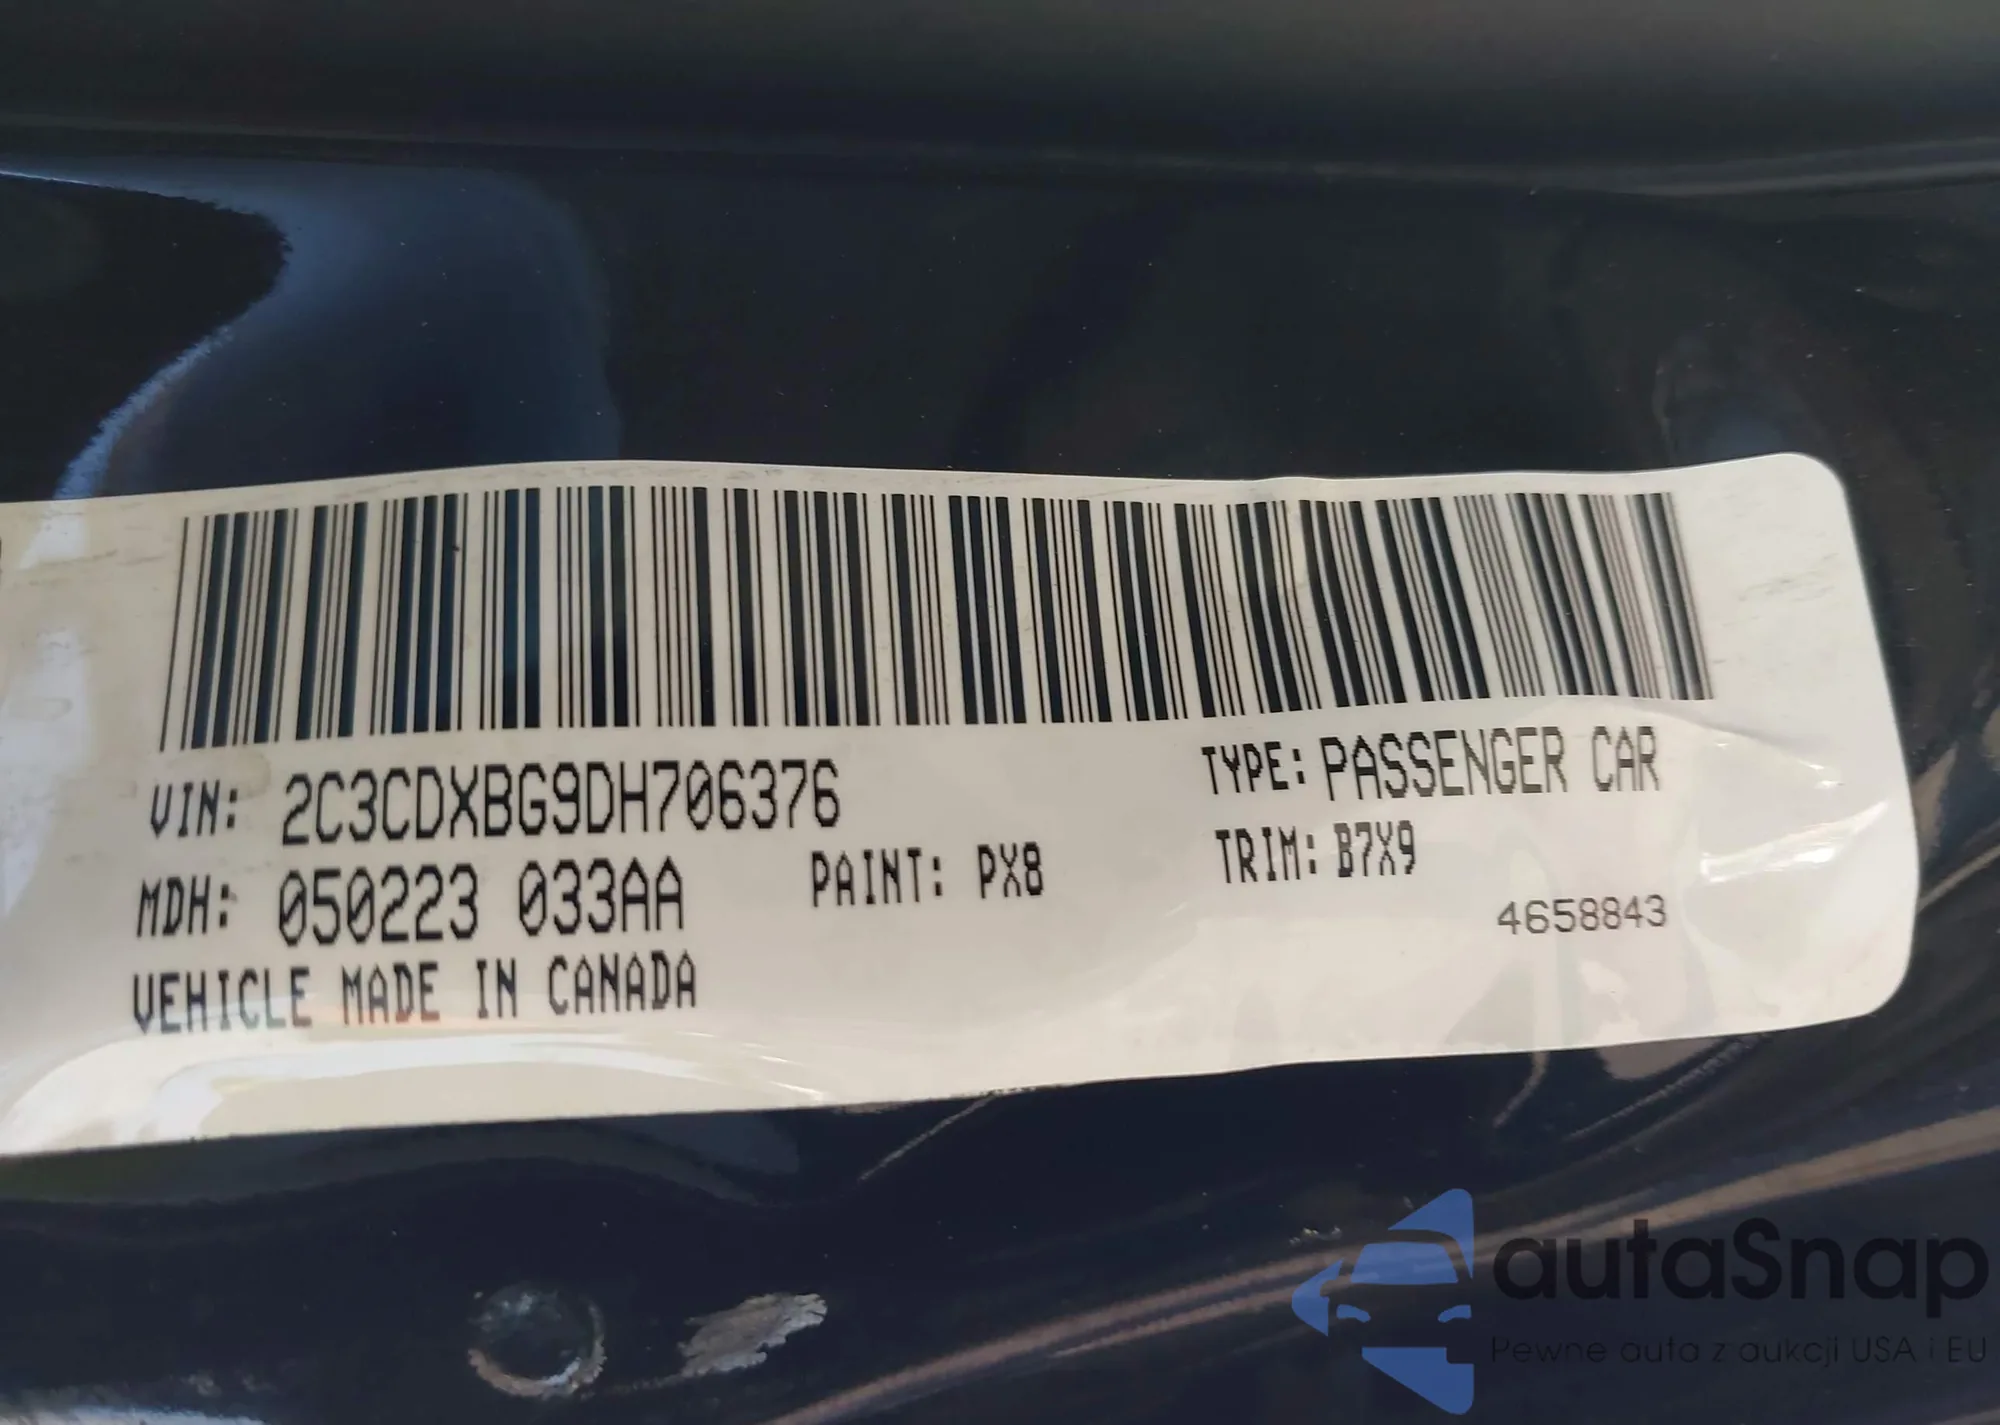 VIN: 2C3CDXBG9DH706376
TYPE: PASSENGER CAR
MDH: 050223 033AA
PAINT: PX8
TRIM: B7X9
4658843
VEHICLE MADE IN CANADA
autaSnap
Pewne auta z aukcji USA i EU